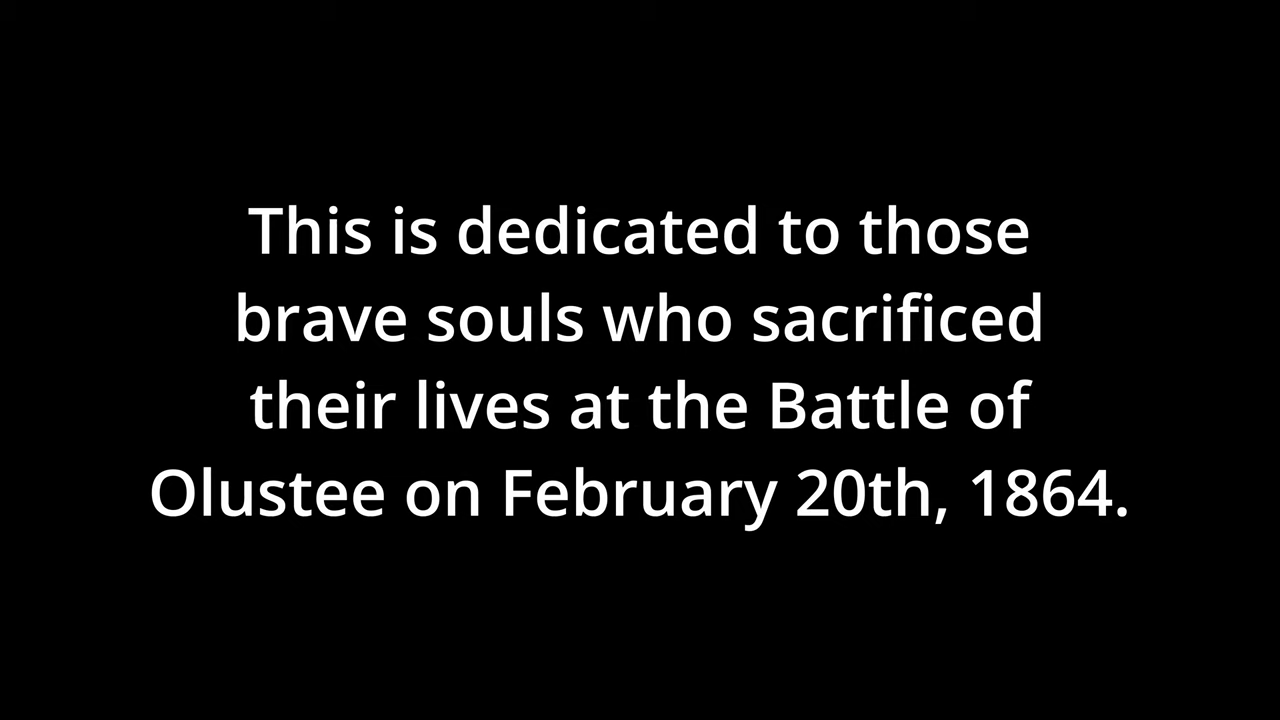 This is dedicated to those
brave souls who sacrificed
their lives at the Battle of
Olustee on February 20th, 1864.